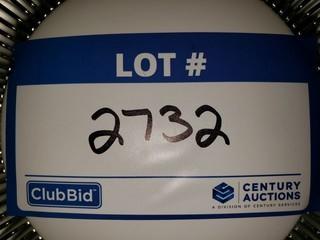 LOT #
2732
ClubBid
CENTURY
AUCTIONS
A DIVISION OF CENTURY SERVICES